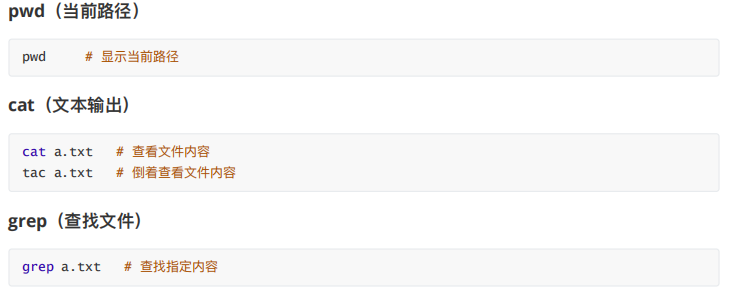 pwd（当前路径）
pwd     # 显示当前路径
cat（文本输出）
cat a.txt   # 查看文件内容
tac a.txt   # 倒着查看文件内容
grep（查找文件）
grep a.txt   # 查找指定内容